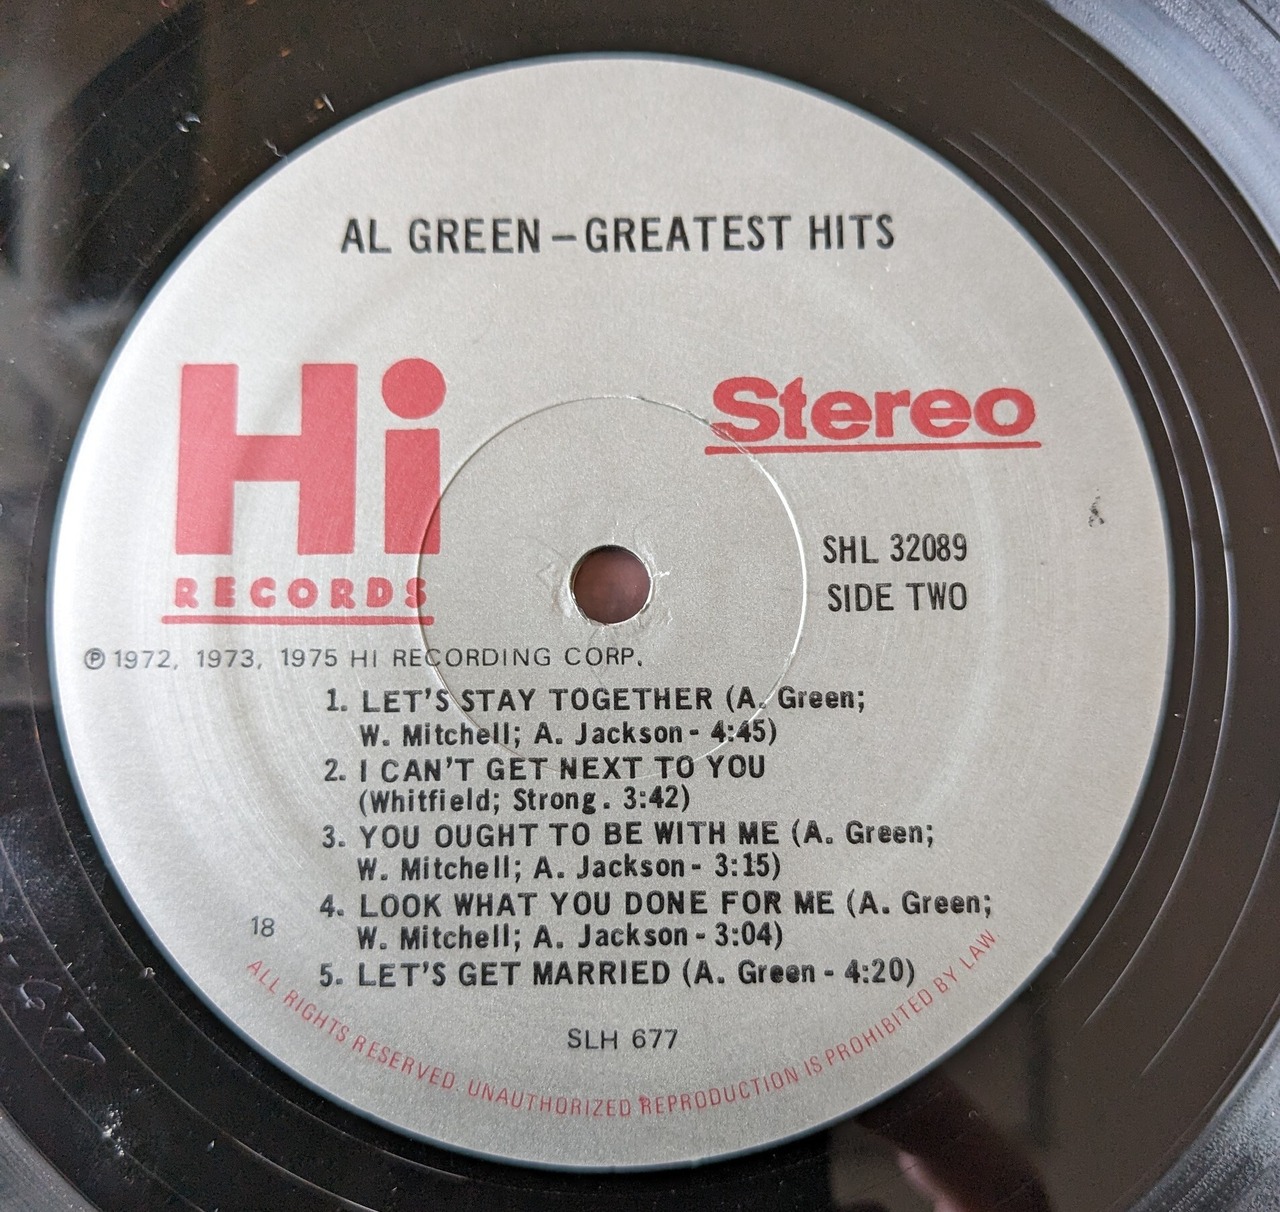 AL GREEN – GREATEST HITS
Hi
RECORDS
Stereo
SHL 32089
SIDE TWO
℗ 1972, 1973, 1975 HI RECORDING CORP.
1. LET'S STAY TOGETHER (A. Green;
W. Mitchell; A. Jackson - 4:45)
2. I CAN'T GET NEXT TO YOU
(Whitfield; Strong. 3:42)
3. YOU OUGHT TO BE WITH ME (A. Green;
W. Mitchell; A. Jackson - 3:15)
4. LOOK WHAT YOU DONE FOR ME (A. Green;
W. Mitchell; A. Jackson - 3:04)
5. LET'S GET MARRIED (A. Green - 4:20)
18
SLH 677
ALL RIGHTS RESERVED. UNAUTHORIZED REPRODUCTION IS PROHIBITED BY LAW.